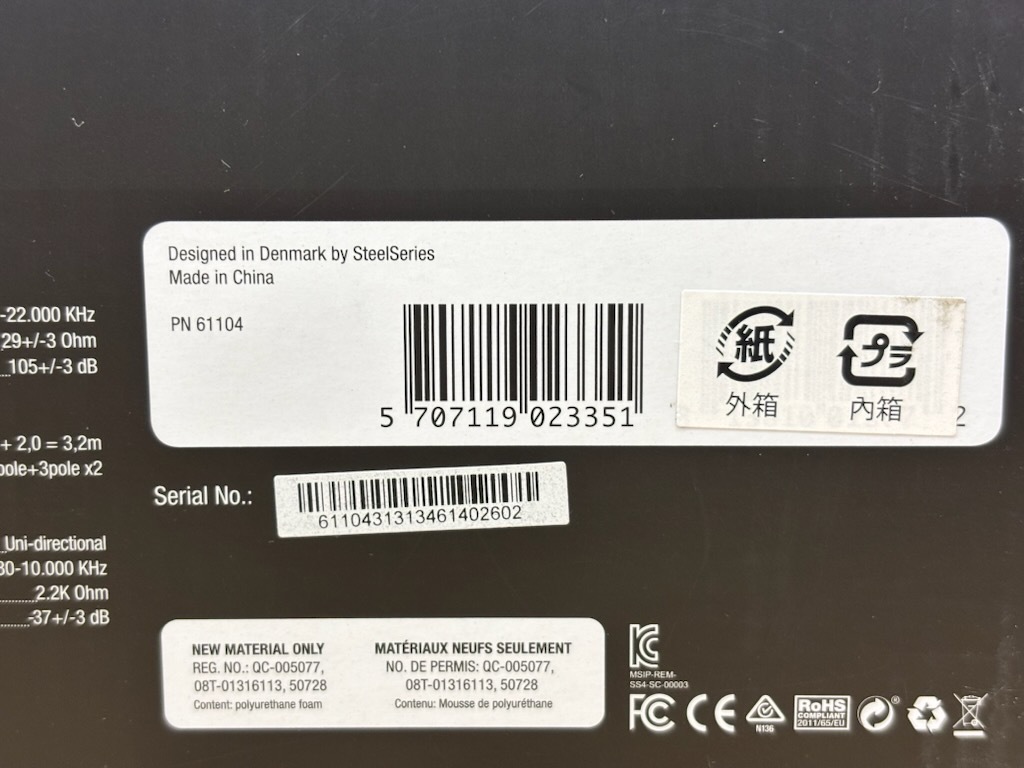 Designed in Denmark by SteelSeries
Made in China
PN 61104
5 707119 023351
紙
外箱
プラ
內箱
2
-22.000 KHz
29+/-3 Ohm
105+/-3 dB
+ 2,0 = 3,2m
pole+3pole x2
Uni-directional
80-10.000 KHz
2.2K Ohm
-37+/-3 dB
Serial No.:
6110431313461402602
NEW MATERIAL ONLY
REG. NO.: QC-005077,
08T-01316113, 50728
Content: polyurethane foam
MATÉRIAUX NEUFS SEULEMENT
NO. DE PERMIS: QC-005077,
08T-01316113, 50728
Contenu: Mousse de polyuréthane
MSIP-REM-
SS4-SC-00003
FC CE
N136
RoHS
COMPLIANT
2011/65/EU